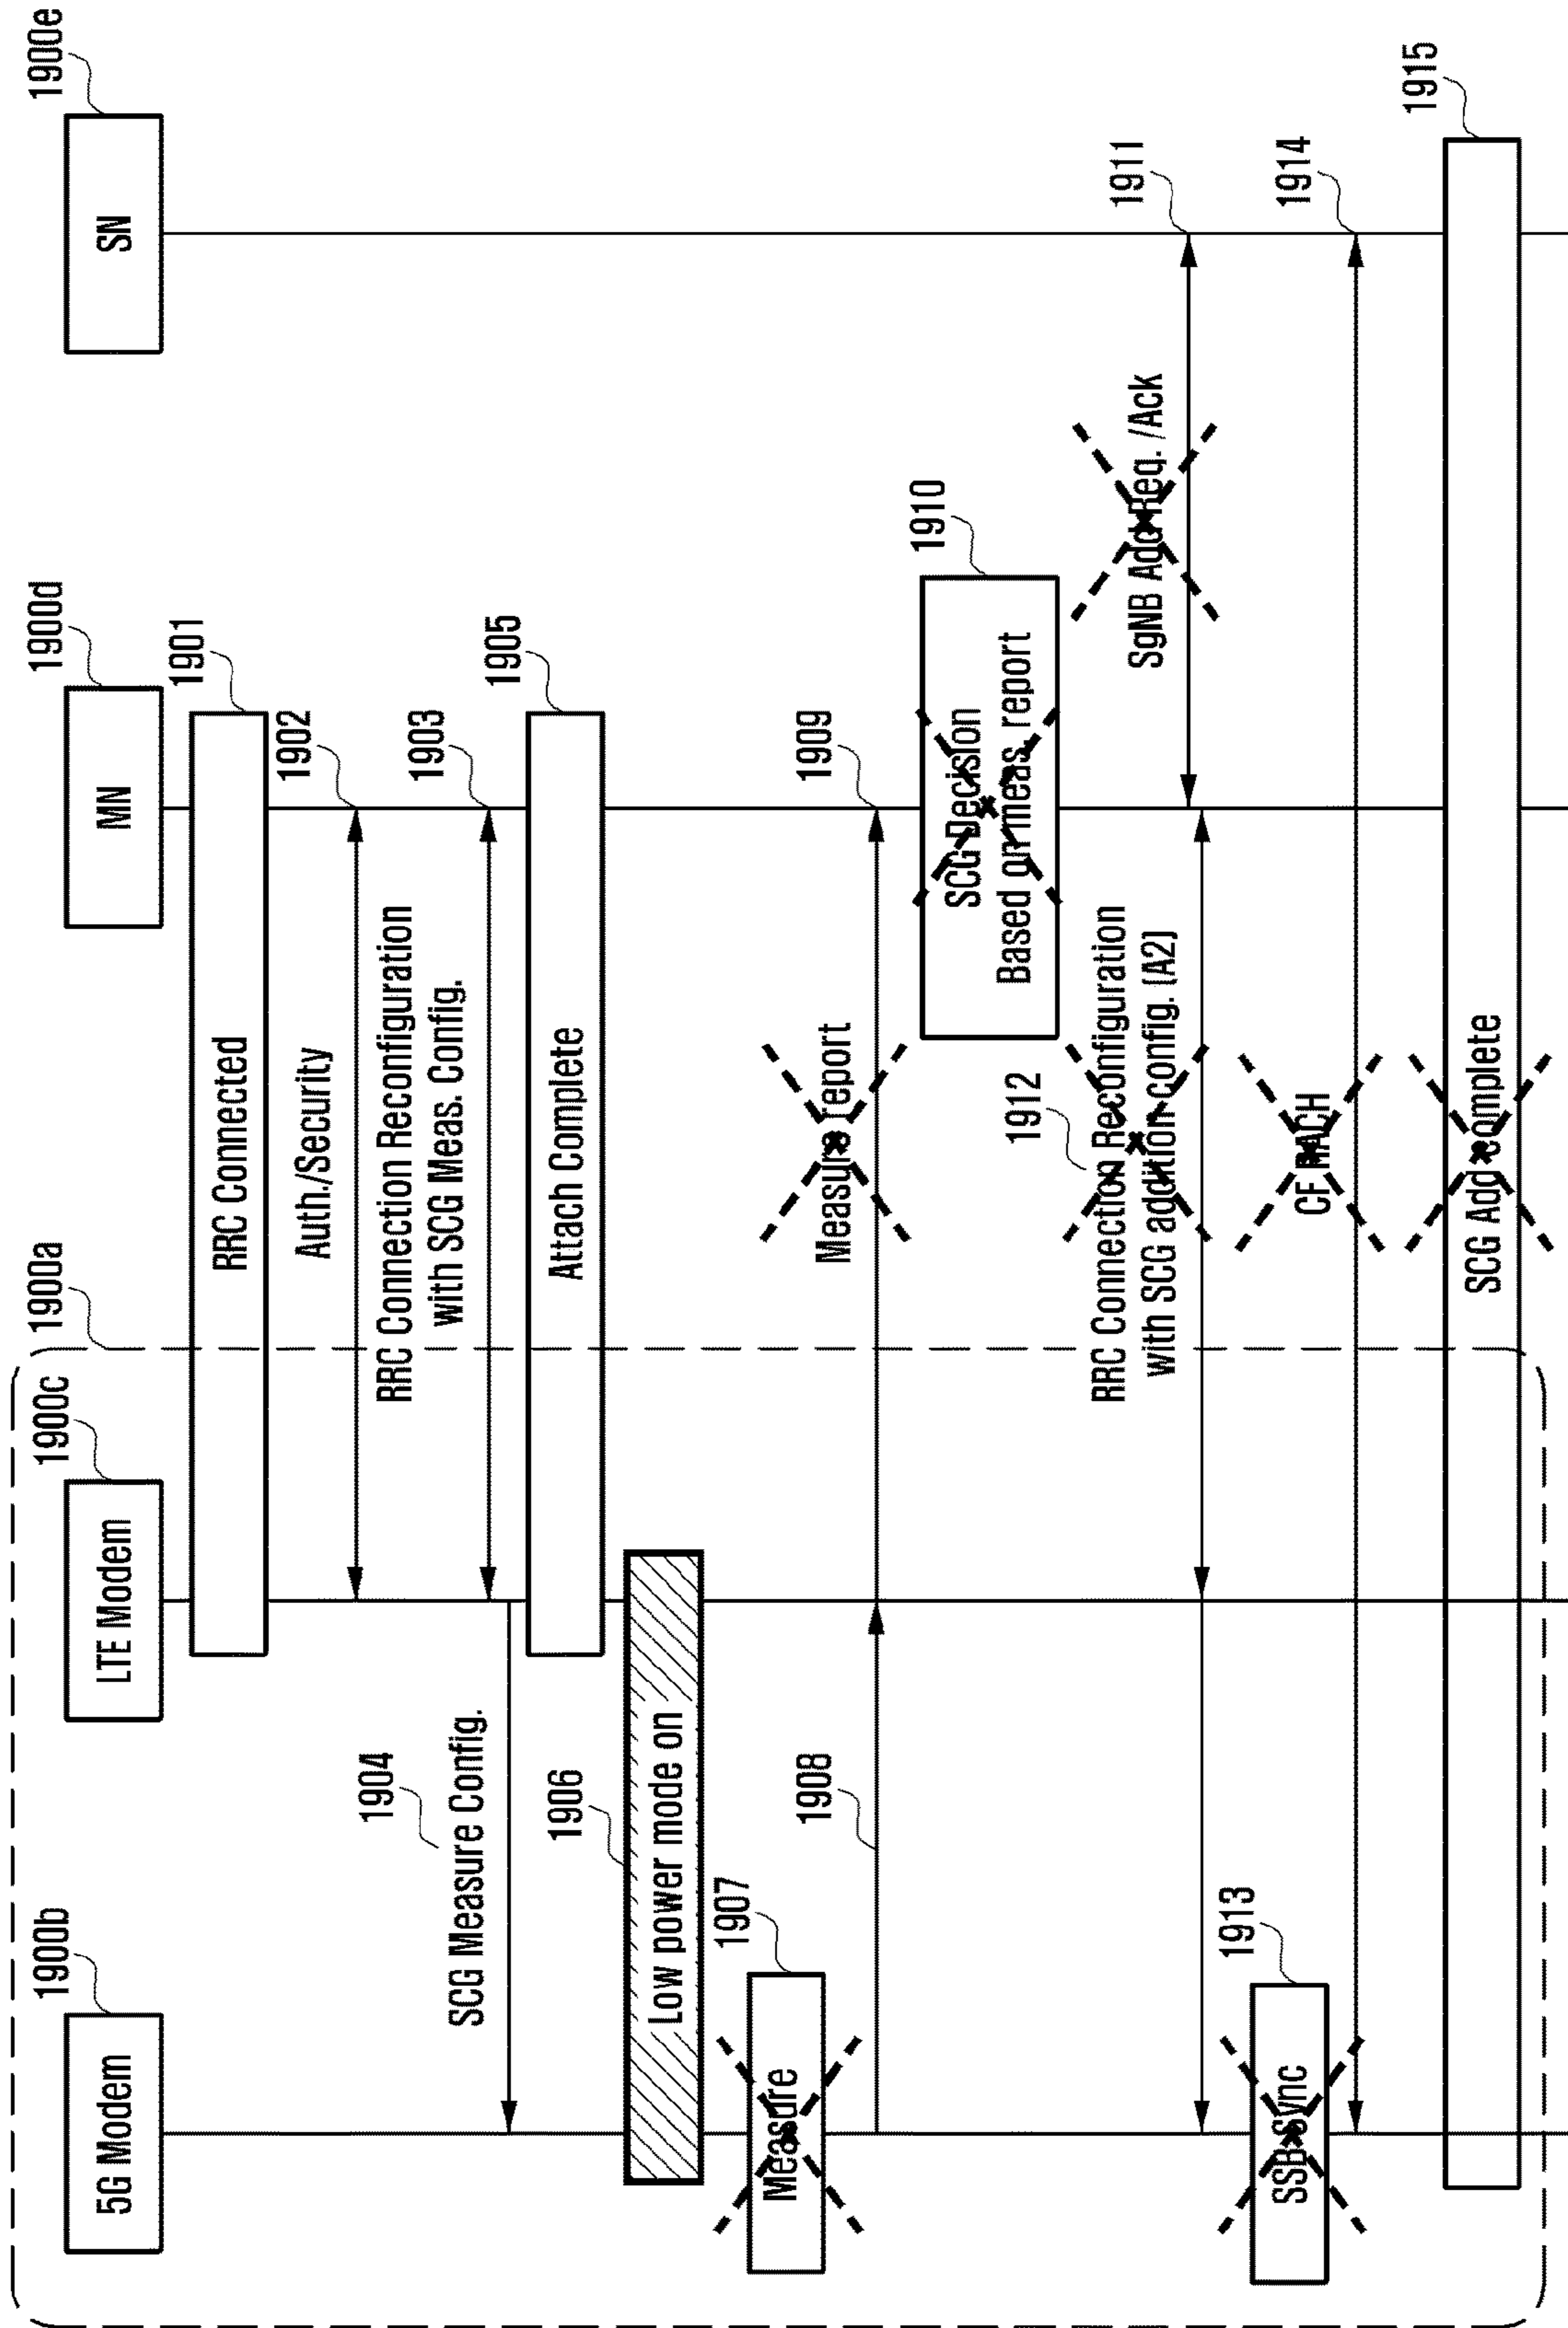 1900a
1900b
5G Modem
1900c
LTE Modem
1900d
MN
1900e
SN
1901
RRC Connected
1902
Auth./Security
1903
RRC Connection Reconfiguration
with SCG Meas. Config.
1904
SCG Measure Config.
1905
Attach Complete
1906
Low power mode on
1907
Measure
1908
Measure report
1909
1910
SCG Decision
Based on meas. report
SgNB Add Req. /Ack
1911
1912
RRC Connection Reconfiguration
with SCG addition config. (A2)
1913
SSB sync
CF RACH
1914
1915
SCG Add complete